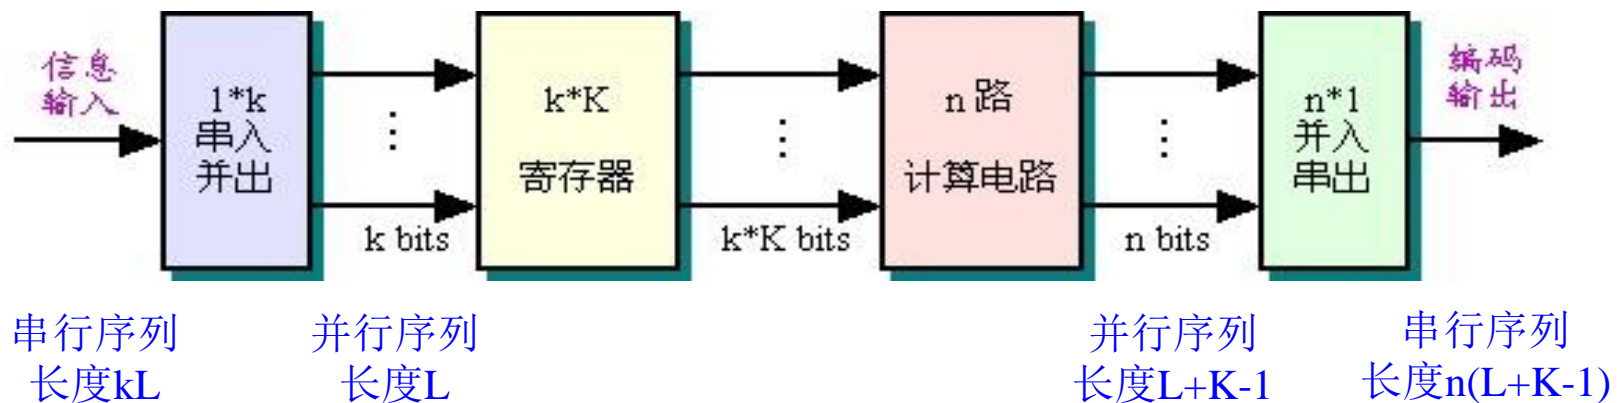 信息
输入
1*k
串入
并出
k bits
k*K
寄存器
k*K bits
n 路
计算电路
n bits
n*1
并入
串出
编码
输出
串行序列
长度kL
并行序列
长度L
并行序列
长度L+K-1
串行序列
长度n(L+K-1)